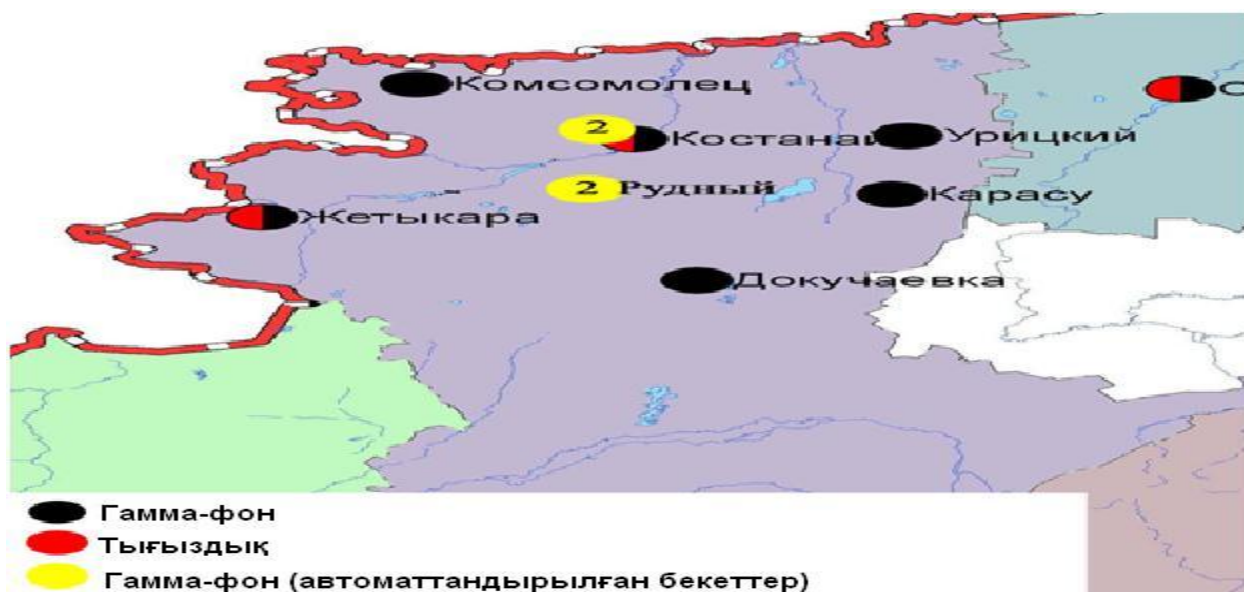 Комсомолец
2
Костанай
Урицкий
2 Рудный
Карасу
Жетыкара
Докучаевка
Гамма-фон
Тығыздық
Гамма-фон (автоматтандырылған бекеттер)